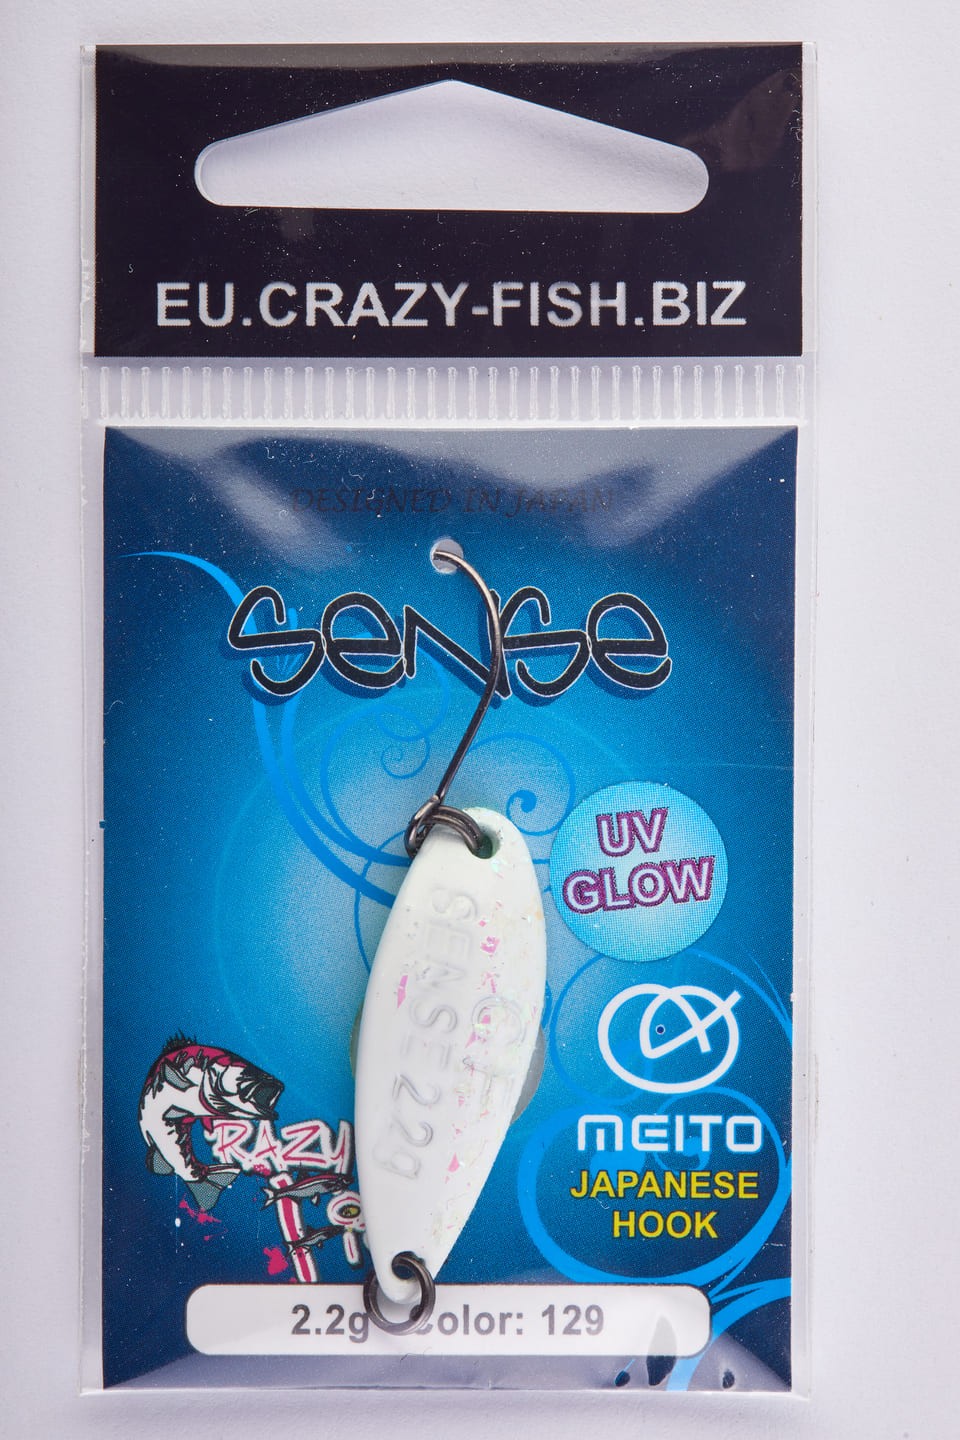 EU.CRAZY-FISH.BIZ
DESIGNED IN JAPAN
SENSE
UV
GLOW
SENSE 2.2g
MEITO
JAPANESE
HOOK
CRAZY
2.2g Color: 129